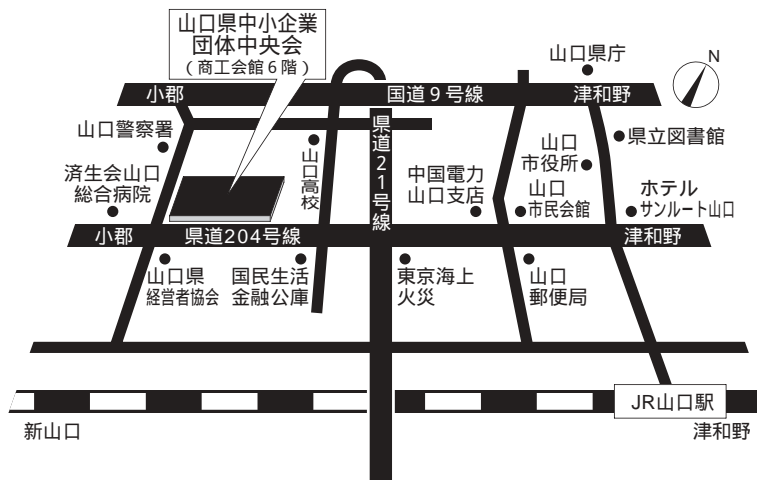 山口県中小企業
団体中央会
（商工会館6階）
山口県庁
N
小郡
国道9号線
津和野
山口警察署
県道21号線
山口高校
県立図書館
山口
市役所
済生会山口
総合病院
中国電力
山口支店
山口
市民会館
ホテル
サンルート山口
小郡
県道204号線
津和野
山口県
経営者協会
国民生活
金融公庫
東京海上
火災
山口
郵便局
JR山口駅
新山口
津和野